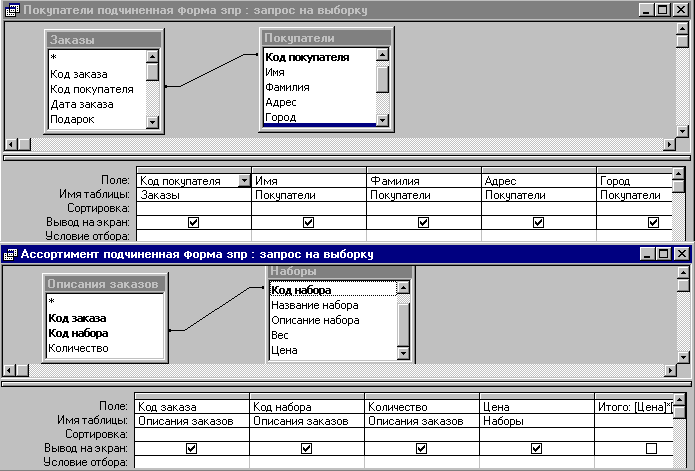 Покупатели подчиненная форма зпр : запрос на выборку
Заказы
*
Код заказа
Код покупателя
Дата заказа
Подарок
Покупатели
Код покупателя
Имя
Фамилия
Адрес
Город
Поле: Код покупателя Имя Фамилия Адрес Город
Имя таблицы: Заказы Покупатели Покупатели Покупатели Покупатели
Сортировка:
Вывод на экран:
Условие отбора:
Ассортимент подчиненная форма зпр : запрос на выборку
Описания заказов
*
Код заказа
Код набора
Количество
Наборы
Код набора
Название набора
Описание набора
Вес
Цена
Поле: Код заказа Код набора Количество Цена Итого: [Цена]*[
Имя таблицы: Описания заказов Описания заказов Описания заказов Наборы
Сортировка:
Вывод на экран:
Условие отбора: